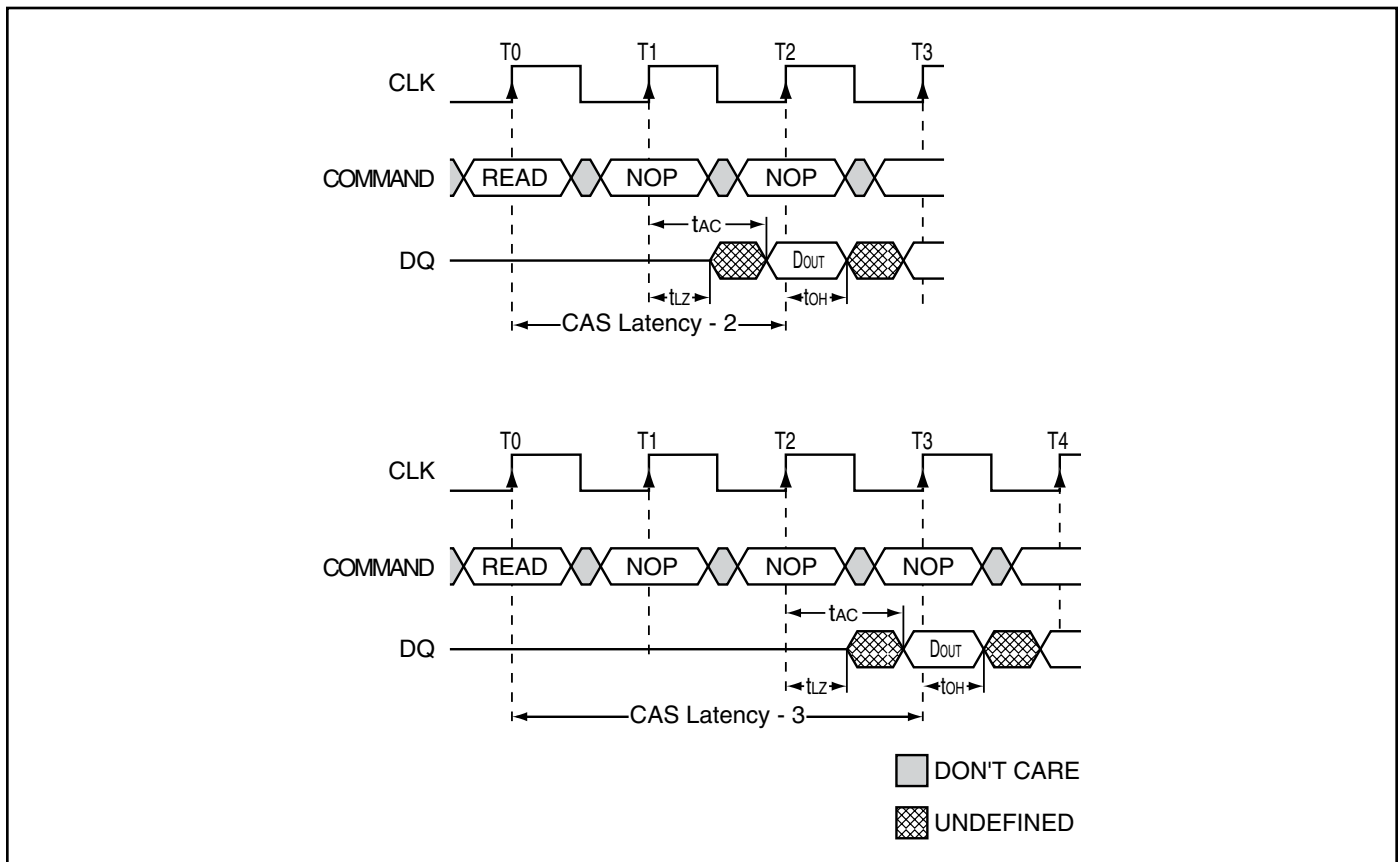 T0 T1 T2 T3
CLK
COMMAND READ NOP NOP
tAC
DQ DOUT
tLZ tOH
CAS Latency - 2
T0 T1 T2 T3 T4
CLK
COMMAND READ NOP NOP NOP
tAC
DQ DOUT
tLZ tOH
CAS Latency - 3
DON'T CARE
UNDEFINED